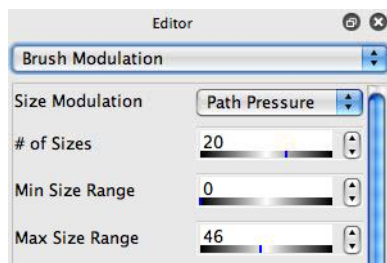 Editor
Brush Modulation
Size Modulation Path Pressure
# of Sizes 20
Min Size Range 0
Max Size Range 46